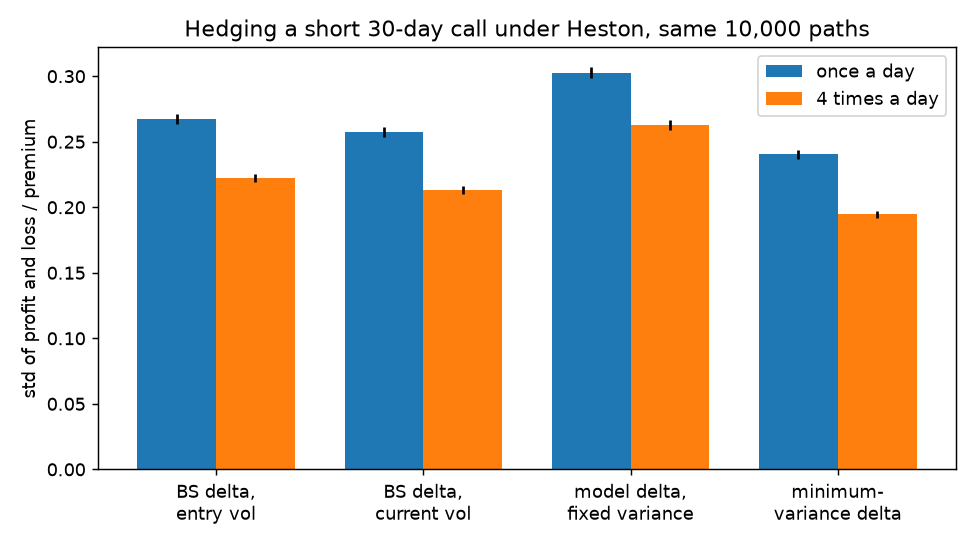 Hedging a short 30-day call under Heston, same 10,000 paths
once a day
4 times a day
std of profit and loss / premium
0.30
0.25
0.20
0.15
0.10
0.05
0.00
BS delta,
entry vol
BS delta,
current vol
model delta,
fixed variance
minimum-
variance delta